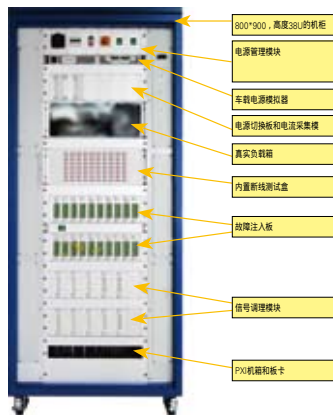 800*900，高度38U的机柜
电源管理模块
车载电源模拟器
电源切换板和电流采集模
真实负载箱
内置断线测试盒
故障注入板
信号调理模块
PXI机箱和板卡